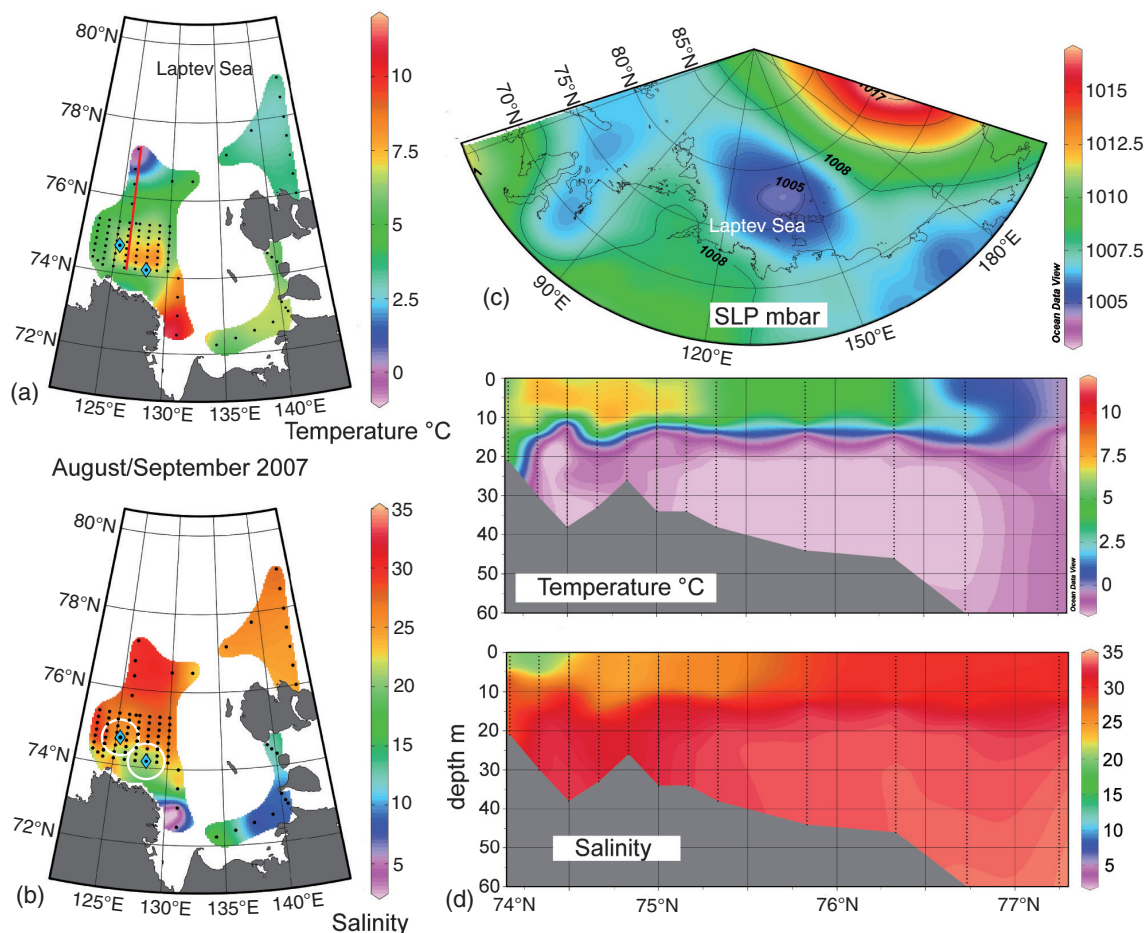 80°N
Laptev Sea
78°N
76°N
74°N
72°N
125°E
130°E
140°E
(a)
Temperature °C
10
7.5
5
2.5
0
August/September 2007
85°N
80°N
75°N
70°N
1017
1008
1005
Laptev Sea
1008
90°E
120°E
150°E
180°E
(c)
SLP mbar
1015
1012.5
1010
1007.5
1005
Ocean Data View
0
10
20
30
40
50
60
Temperature °C
10
7.5
5
2.5
0
Ocean Data View
80°N
78°N
76°N
74°N
72°N
125°E
130°E
140°E
(b)
Salinity
35
30
25
20
15
10
5
0
10
20
30
40
50
60
depth m
Salinity
(d)
74°N
75°N
76°N
77°N
35
30
25
20
15
10
5